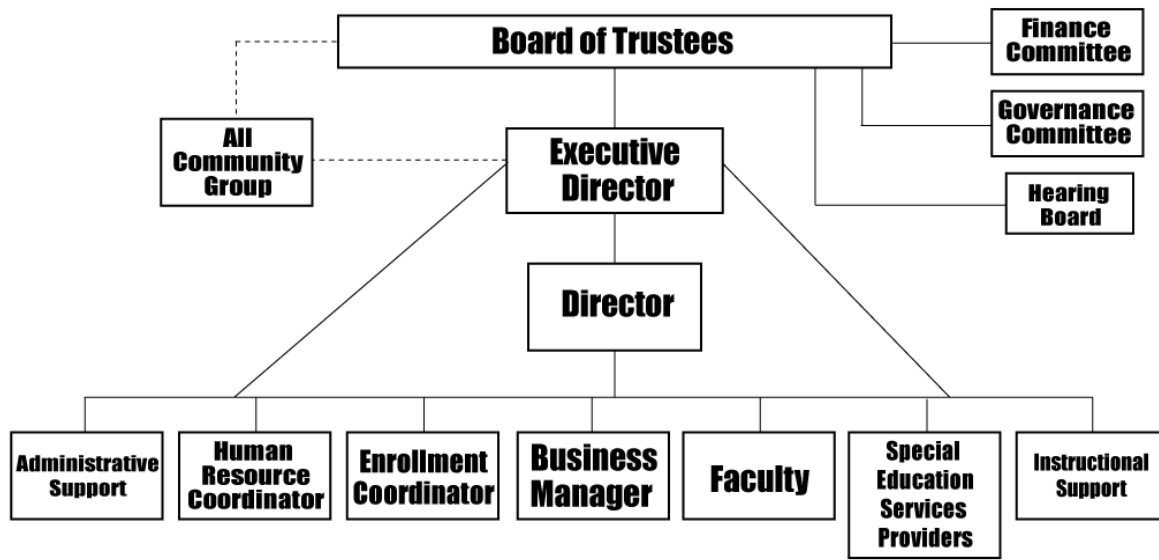 Board of Trustees
Finance
Committee
Governance
Committee
Hearing
Board
All
Community
Group
Executive
Director
Director
Administrative
Support
Human
Resource
Coordinator
Enrollment
Coordinator
Business
Manager
Faculty
Special
Education
Services
Providers
Instructional
Support